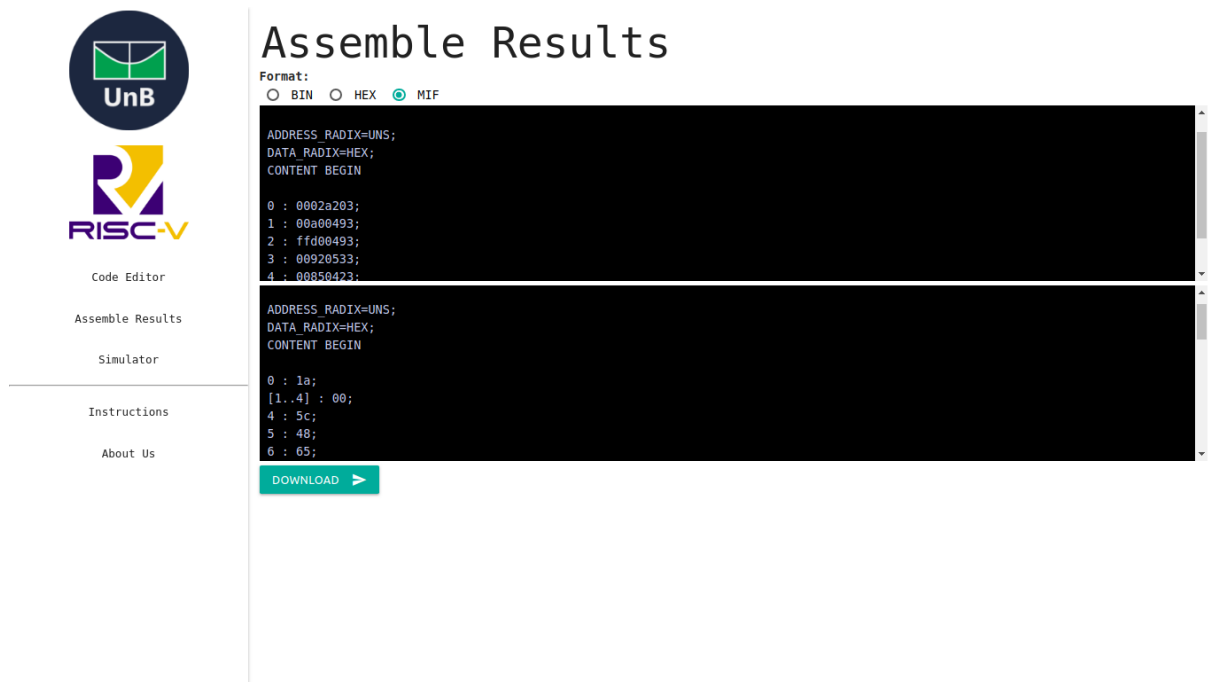 UnB
RISC-V
Code Editor
Assemble Results
Simulator
Instructions
About Us
Assemble Results
Format:
BIN HEX MIF
ADDRESS_RADIX=UNS;
DATA_RADIX=HEX;
CONTENT BEGIN
0 : 0002a203;
1 : 00a00493;
2 : ffd00493;
3 : 00920533;
4 : 00850423;
ADDRESS_RADIX=UNS;
DATA_RADIX=HEX;
CONTENT BEGIN
0 : 1a;
[1..4] : 00;
4 : 5c;
5 : 48;
6 : 65;
DOWNLOAD